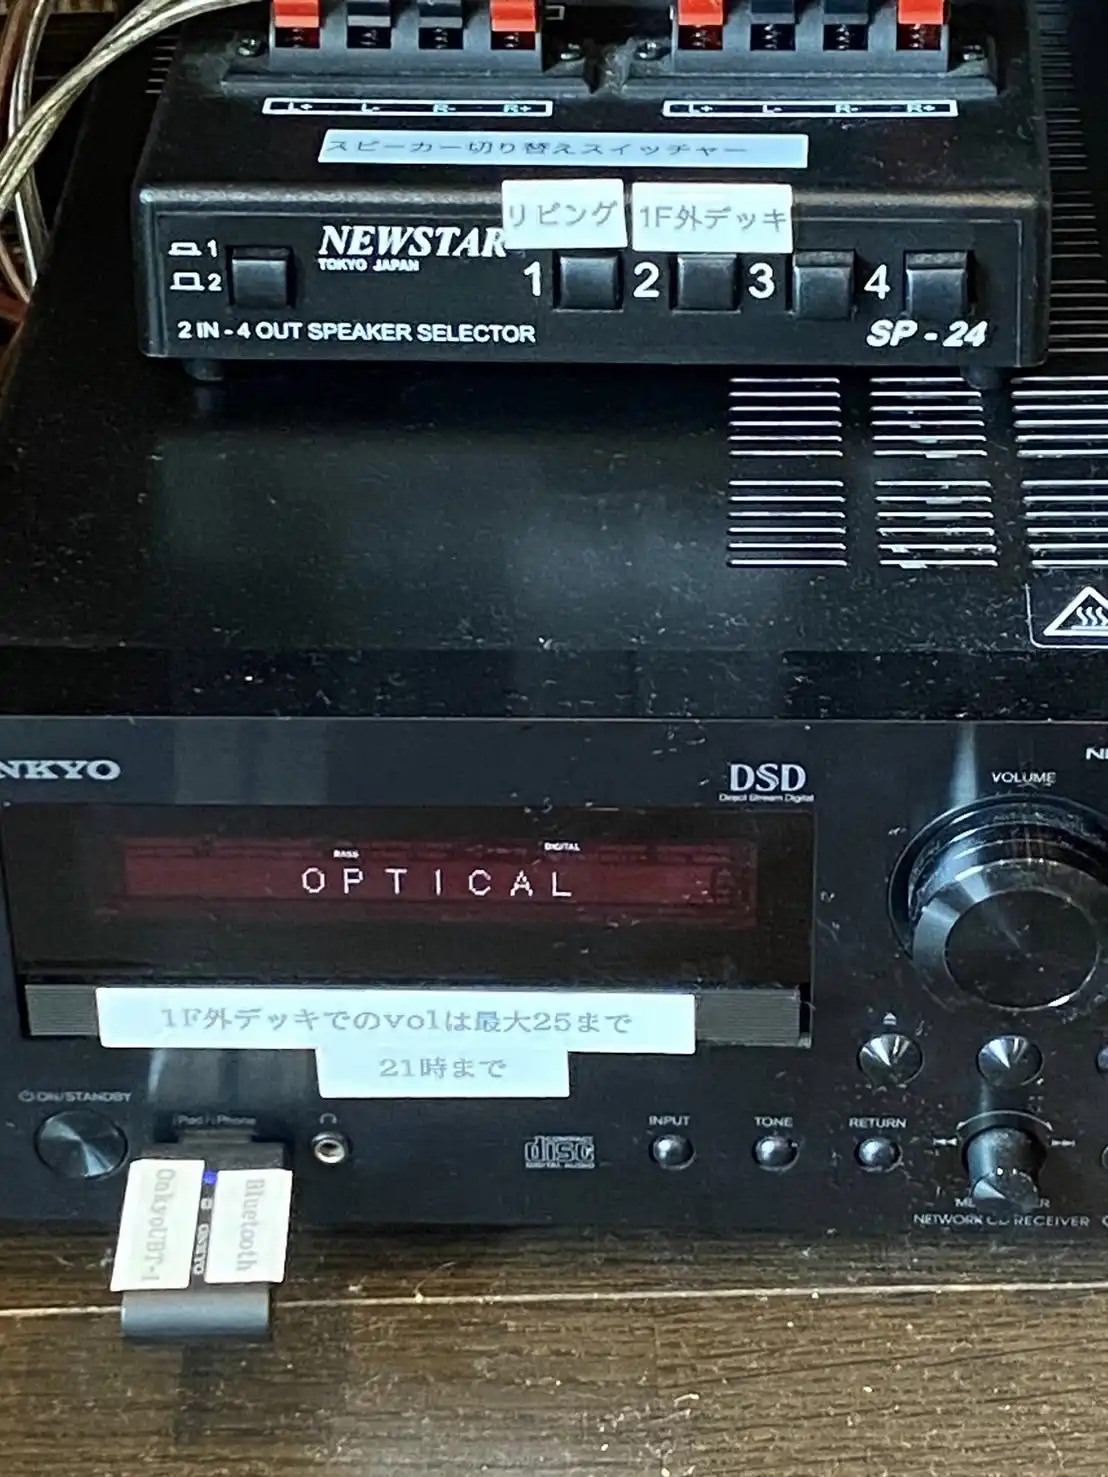 L+ L- R- R+ L+ L- R- R+
スピーカー切り替えスイッチャー
リビング 1F外デッキ
1
2
NEWSTAR
TOKYO JAPAN
1 2 3 4
2 IN - 4 OUT SPEAKER SELECTOR
SP - 24
NKYO
DSD
Direct Stream Digital
VOLUME
BASS DIGITAL
OPTICAL
1F外デッキでのvolは最大25まで
21時まで
ON/STANDBY
iPod/iPhone
INPUT TONE RETURN
disc
DIGITAL AUDIO
Bluetooth
OnkyoUBT-1
ONKYO
NETWORK CD RECEIVER